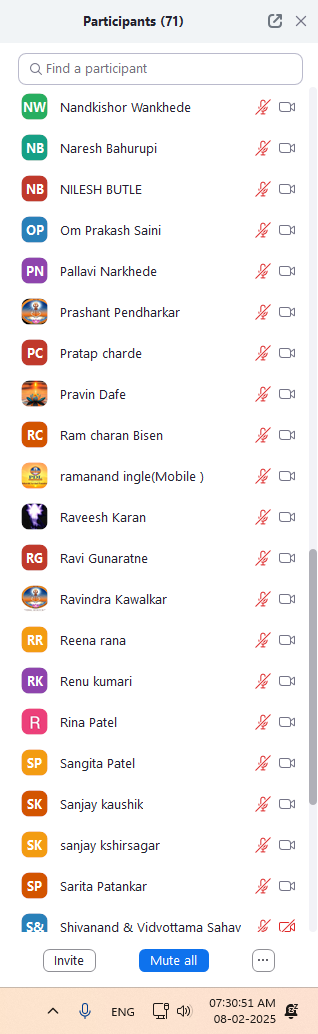 Participants (71)
Find a participant
NW Nandkishor Wankhede
NB Naresh Bahurupi
NB NILESH BUTLE
OP Om Prakash Saini
PN Pallavi Narkhede
Prashant Pendharkar
PC Pratap charde
Pravin Dafe
RC Ram charan Bisen
ramanand ingle(Mobile )
Raveesh Karan
RG Ravi Gunaratne
Ravindra Kawalkar
RR Reena rana
RK Renu kumari
R Rina Patel
SP Sangita Patel
SK Sanjay kaushik
SK sanjay kshirsagar
SP Sarita Patankar
S& Shivanand & Vidyottama Sahay
Invite Mute all ...
ENG 07:30:51 AM
08-02-2025